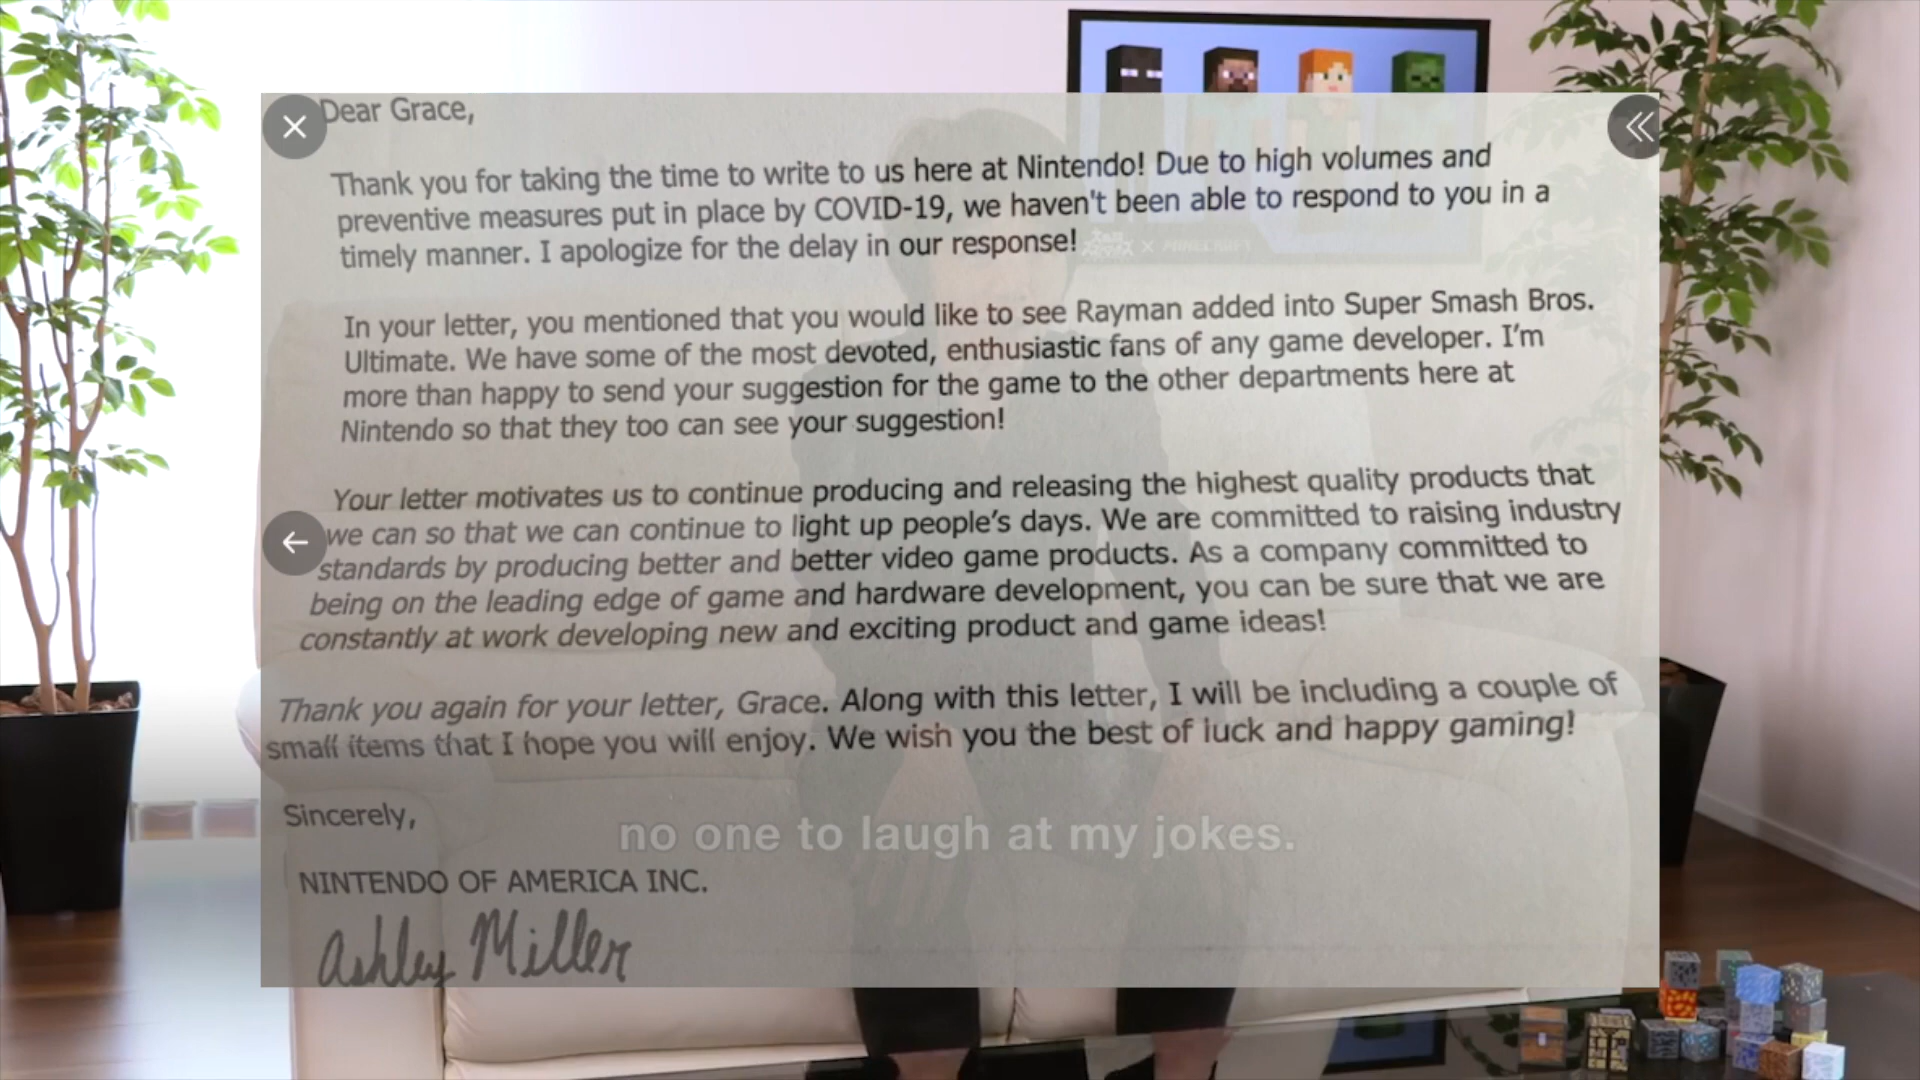 Dear Grace,
Thank you for taking the time to write to us here at Nintendo! Due to high volumes and
preventive measures put in place by COVID-19, we haven't been able to respond to you in a
timely manner. I apologize for the delay in our response!
In your letter, you mentioned that you would like to see Rayman added into Super Smash Bros.
Ultimate. We have some of the most devoted, enthusiastic fans of any game developer. I'm
more than happy to send your suggestion for the game to the other departments here at
Nintendo so that they too can see your suggestion!
Your letter motivates us to continue producing and releasing the highest quality products that
we can so that we can continue to light up people's days. We are committed to raising industry
standards by producing better and better video game products. As a company committed to
being on the leading edge of game and hardware development, you can be sure that we are
constantly at work developing new and exciting product and game ideas!
Thank you again for your letter, Grace. Along with this letter, I will be including a couple of
small items that I hope you will enjoy. We wish you the best of luck and happy gaming!
Sincerely,
no one to laugh at my jokes.
NINTENDO OF AMERICA INC.
Ashley Miller